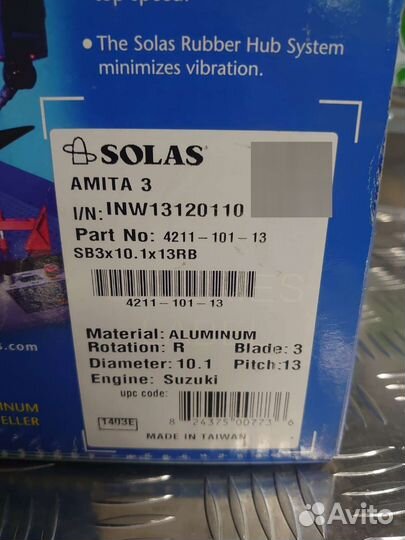 top speed.
• The Solas Rubber Hub System
minimizes vibration.
SOLAS
AMITA 3
I/N: INW13120110
Part No: 4211-101-13
SB3x10.1x13RB
4211-101-13
ES
Material: ALUMINUM
Rotation: R Blade: 3
Diameter: 10.1 Pitch: 13
Engine: Suzuki
upc code:
8 24375 00773 6
1403E
MADE IN TAIWAN
s.com
INUM
ELLER
Avito